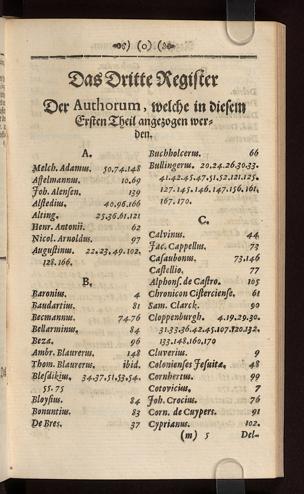 (o)
Das Dritte Register
Der Authorum, welche in diesem
Ersten Theil angezogen wer-
den.
A.
Melch. Adamus. 50.74.148
Asselmannus. 10.69
Joh. Alensen. 139
Alstedius. 40.96.166
Alting. 25.36.61.121
Henr. Antonii. 62
Nicol. Arnoldus. 97
Augustinus. 22.23.49.102.
128.166.
B.
Baronius. 4
Baudartius. 81
Becmannus. 74.76
Bellarminus. 84
Beza. 96
Ambr. Blaurerus. 148
Thom. Blaurerus. ibid.
Blesdikius. 34.37.51.53.54.
55.75
Bloysius. 84
Bonuntius. 83
De Bres. 37
Buchholcerus. 66
Bullingerus. 20.24.26.30.33.
41.42.45.47.51.52.121.125.
127.145.146.147.156.161.
167.170.
C.
Calvinus. 44
Jac. Cappellus. 73
Casaubonus. 73.146
Castellio. 77
Alphons. de Castro. 105
Chronicon Cisterciense. 61
Sam. Clarck. 90
Cloppenburgh. 4.19.29.30.
31.33.36.42.45.107.120.132.
133.148.160.170
Cluverius. 9
Colonienses Jesuitæ. 48
Cornhertus. 99
Cotovicius. 7
Joh. Crocius. 76
Corn. de Cuypers. 91
Cyprianus. 102.
(m) 5 Del-